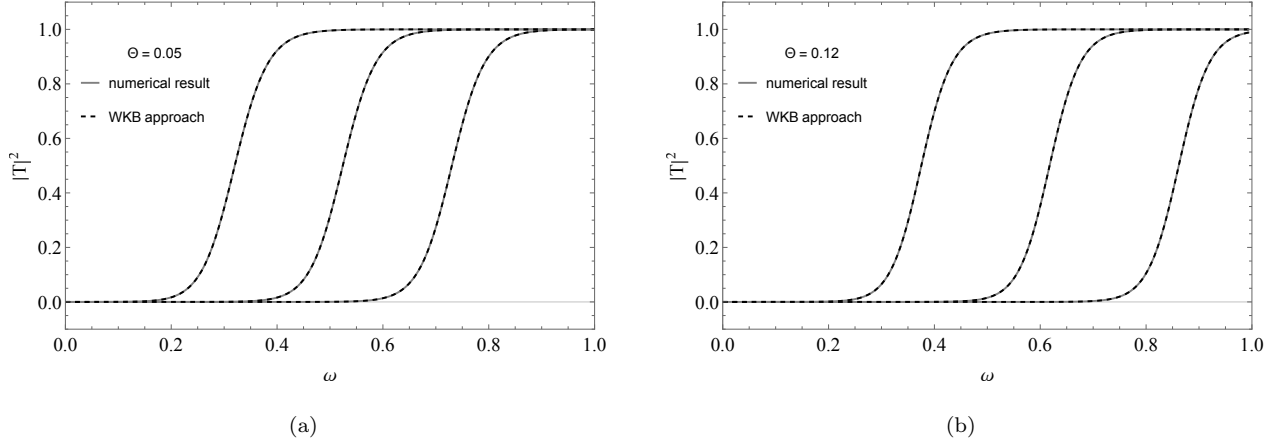 1.0
0.8
0.6
0.4
0.2
0.0
|T|²
Θ = 0.05
numerical result
WKB approach
0.0 0.2 0.4 0.6 0.8 1.0
ω
(a)
1.0
0.8
0.6
0.4
0.2
0.0
|T|²
Θ = 0.12
numerical result
WKB approach
0.0 0.2 0.4 0.6 0.8 1.0
ω
(b)